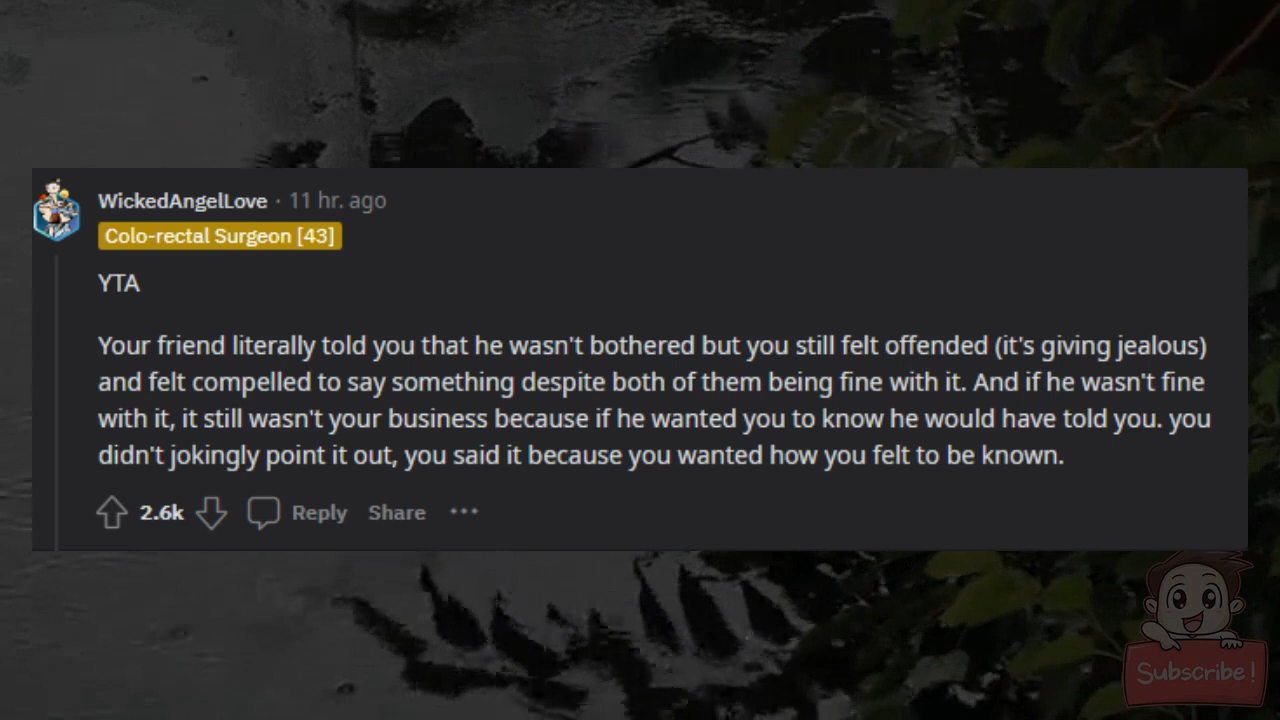 WickedAngelLove · 11 hr. ago
Colo-rectal Surgeon [43]
YTA
Your friend literally told you that he wasn't bothered but you still felt offended (it's giving jealous)
and felt compelled to say something despite both of them being fine with it. And if he wasn't fine
with it, it still wasn't your business because if he wanted you to know he would have told you. you
didn't jokingly point it out, you said it because you wanted how you felt to be known.
2.6k Reply Share ···
Subscribe!